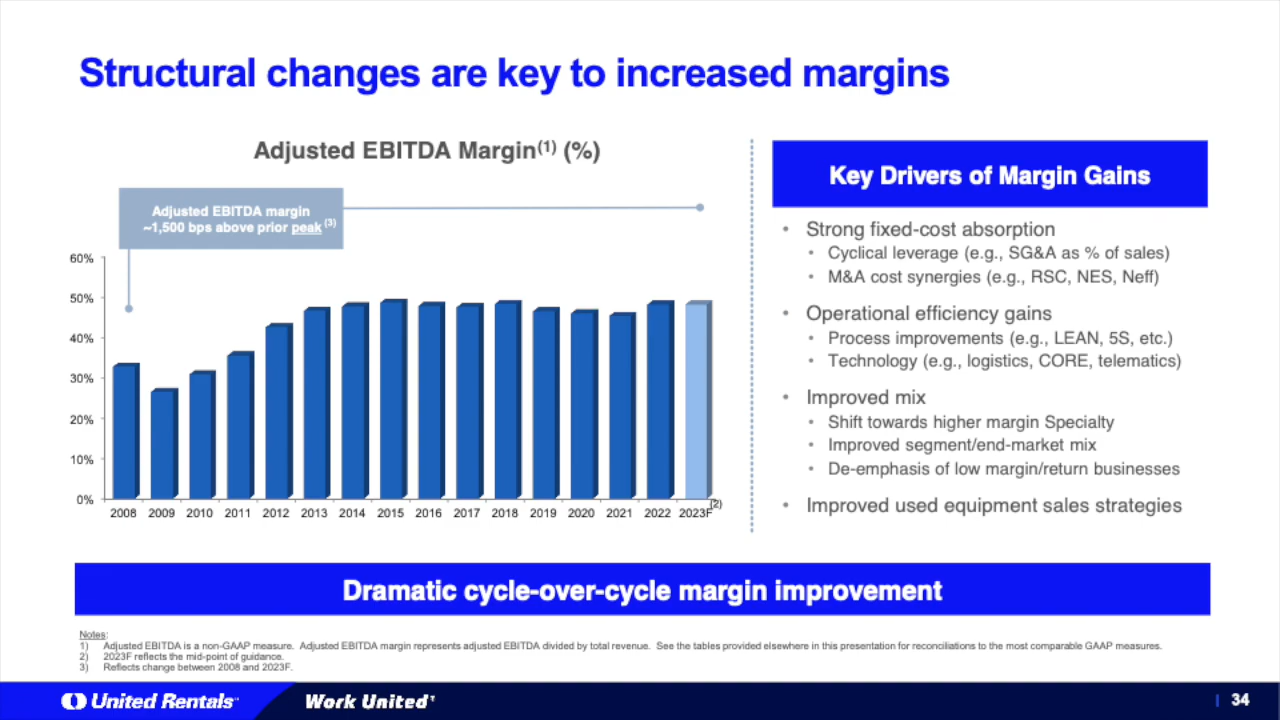 Structural changes are key to increased margins
Adjusted EBITDA Margin(1) (%)
Adjusted EBITDA margin
~1,500 bps above prior peak (3)
60%
50%
40%
30%
20%
10%
0%
2008 2009 2010 2011 2012 2013 2014 2015 2016 2017 2018 2019 2020 2021 2022 2023F(2)
Key Drivers of Margin Gains
• Strong fixed-cost absorption
• Cyclical leverage (e.g., SG&A as % of sales)
• M&A cost synergies (e.g., RSC, NES, Neff)
• Operational efficiency gains
• Process improvements (e.g., LEAN, 5S, etc.)
• Technology (e.g., logistics, CORE, telematics)
• Improved mix
• Shift towards higher margin Specialty
• Improved segment/end-market mix
• De-emphasis of low margin/return businesses
• Improved used equipment sales strategies
Dramatic cycle-over-cycle margin improvement
Notes:
1) Adjusted EBITDA is a non-GAAP measure. Adjusted EBITDA margin represents adjusted EBITDA divided by total revenue. See the tables provided elsewhere in this presentation for reconciliations to the most comparable GAAP measures.
2) 2023F reflects the mid-point of guidance.
3) Reflects change between 2008 and 2023F.
United Rentals™ Work United™ | 34